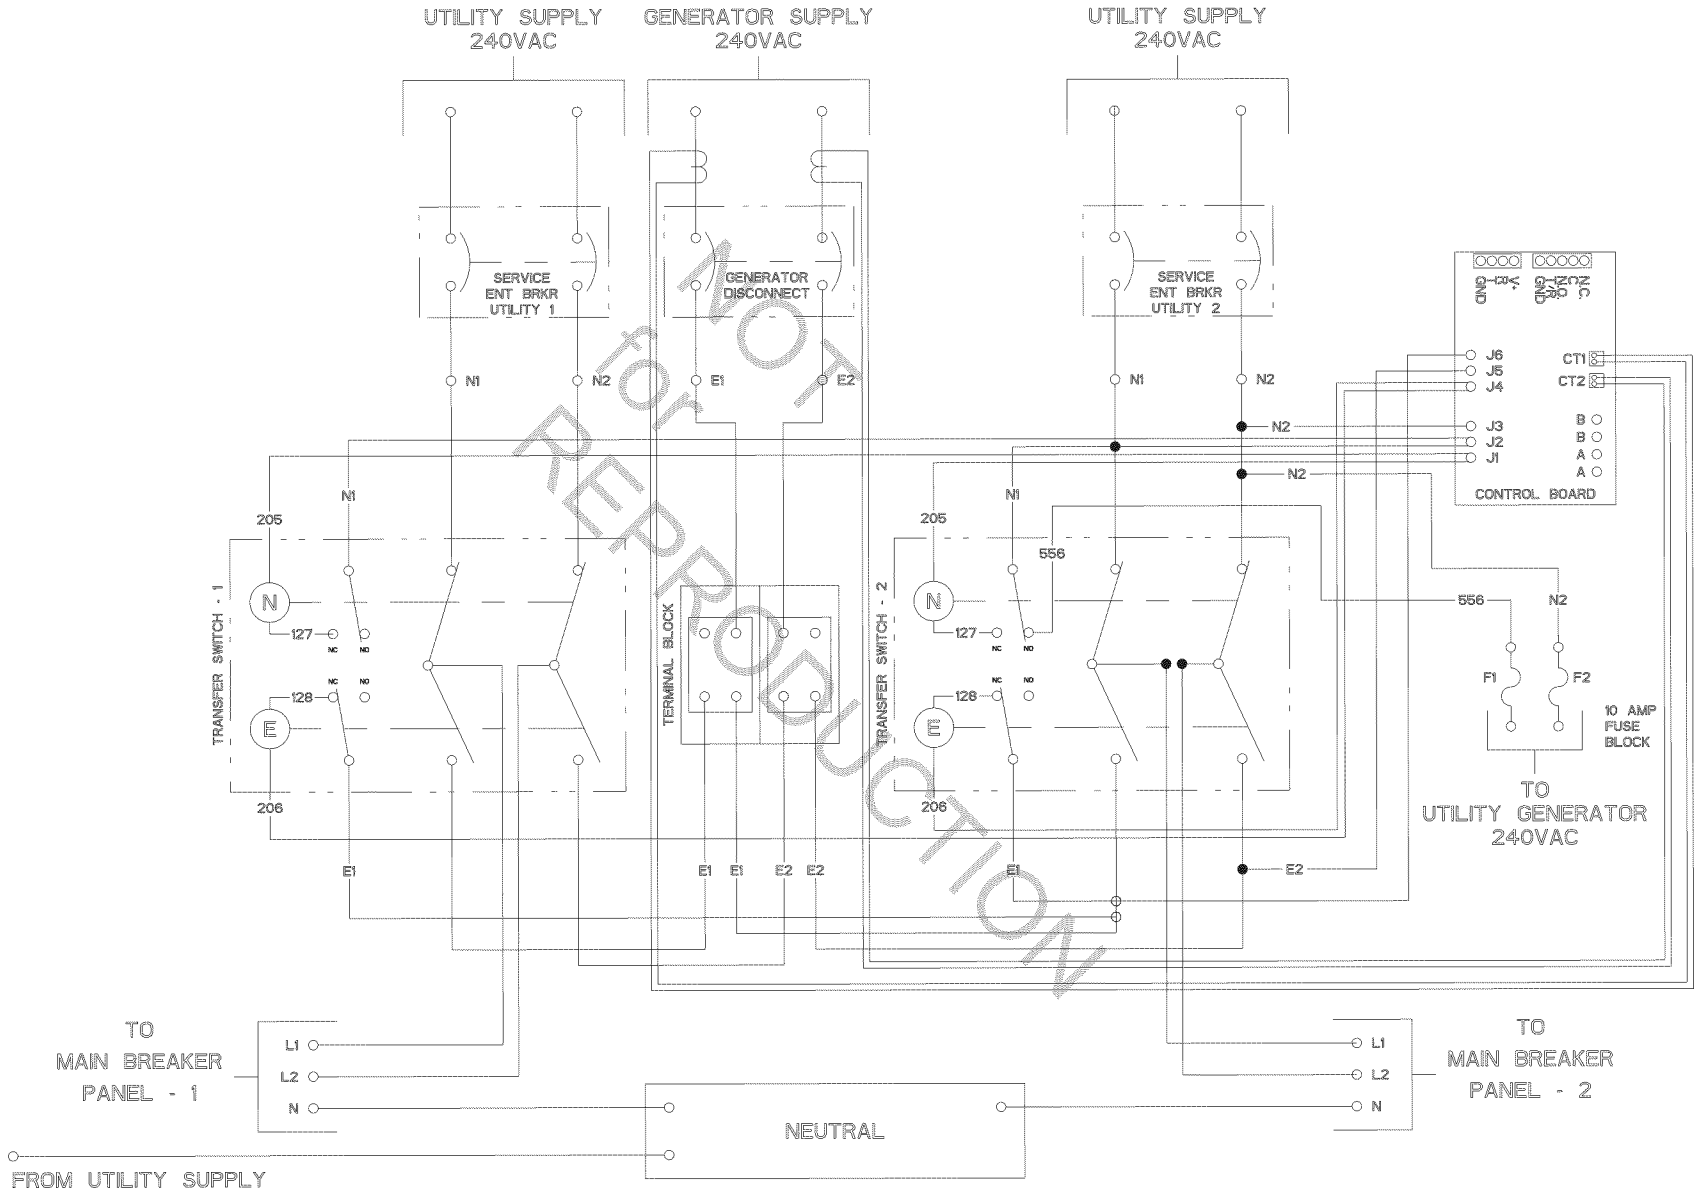 UTILITY SUPPLY
240VAC
GENERATOR SUPPLY
240VAC
UTILITY SUPPLY
240VAC
SERVICE
ENT BRKR
UTILITY 1
GENERATOR
DISCONNECT
SERVICE
ENT BRKR
UTILITY 2
N1
N2
E1
E2
N1
N2
GND
T1
V+
GND
T/R
N.O.
C
N.C.
J6
J5
J4
J3
J2
J1
CT1
CT2
B
B
A
A
CONTROL BOARD
N2
N2
N1
N1
205
205
556
556
N2
TRANSFER SWITCH - 1
N
127
NC
NO
NC
NO
128
E
206
TERMINAL BLOCK
TRANSFER SWITCH - 2
N
127
NC
NO
NC
NO
128
E
206
F1
F2
10 AMP
FUSE
BLOCK
TO
UTILITY GENERATOR
240VAC
E1
E1
E1
E2
E2
E1
E2
NOT
for
REPRODUCTION
TO
MAIN BREAKER
PANEL - 1
L1
L2
N
NEUTRAL
L1
L2
N
TO
MAIN BREAKER
PANEL - 2
FROM UTILITY SUPPLY